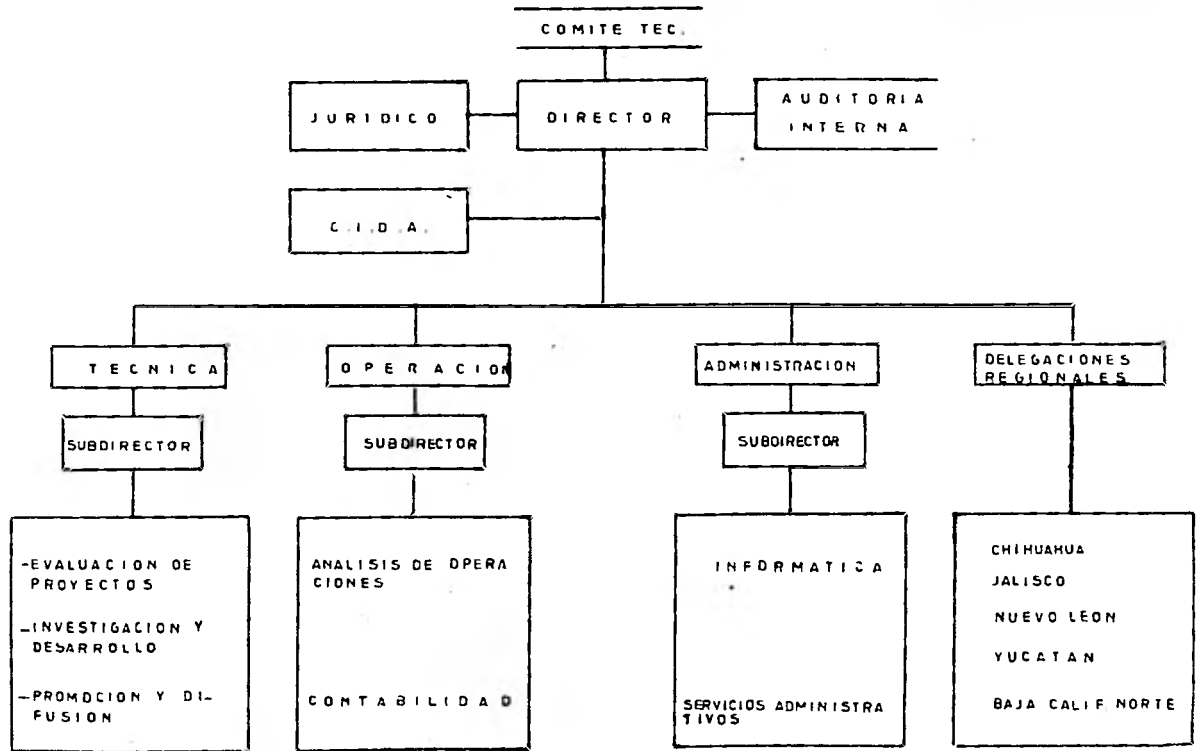 COMITE TEC.
JURIDICO
DIRECTOR
AUDITORIA
INTERNA
C.I.D.A.
TECNICA
OPERACION
ADMINISTRACION
DELEGACIONES
REGIONALES
SUBDIRECTOR
SUBDIRECTOR
SUBDIRECTOR
-EVALUACION DE
PROYECTOS
-INVESTIGACION Y
DESARROLLO
-PROMOCION Y DI-
FUSION
ANALISIS DE OPERA
CIONES
CONTABILIDAD
INFORMATICA
SERVICIOS ADMINISTRA
TIVOS
CHIHUAHUA
JALISCO
NUEVO LEON
YUCATAN
BAJA CALIF. NORTE